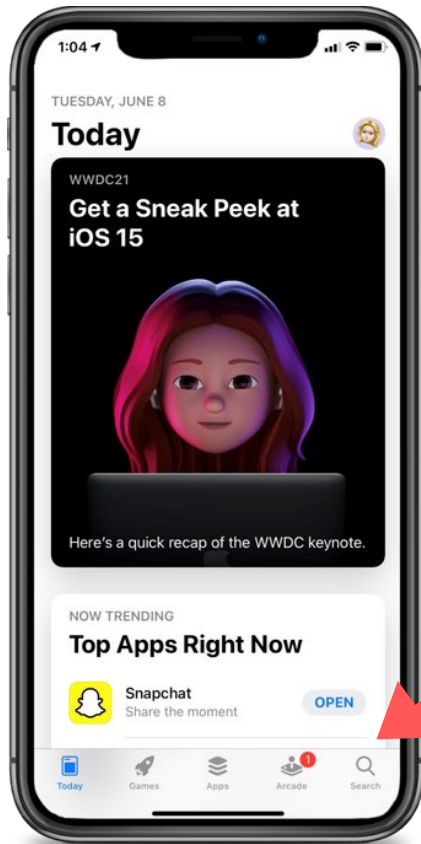 1:04
TUESDAY, JUNE 8
Today
WWDC21
Get a Sneak Peek at
iOS 15
Here's a quick recap of the WWDC keynote.
NOW TRENDING
Top Apps Right Now
Snapchat
Share the moment
OPEN
1
Today Games Apps Arcade Search